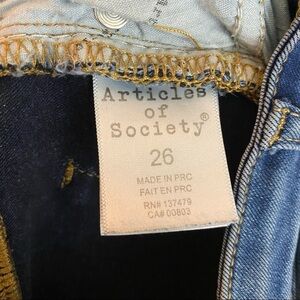 Articles
of
Society®
26
MADE IN PRC
FAIT EN PRC
RN# 137479
CA# 00803